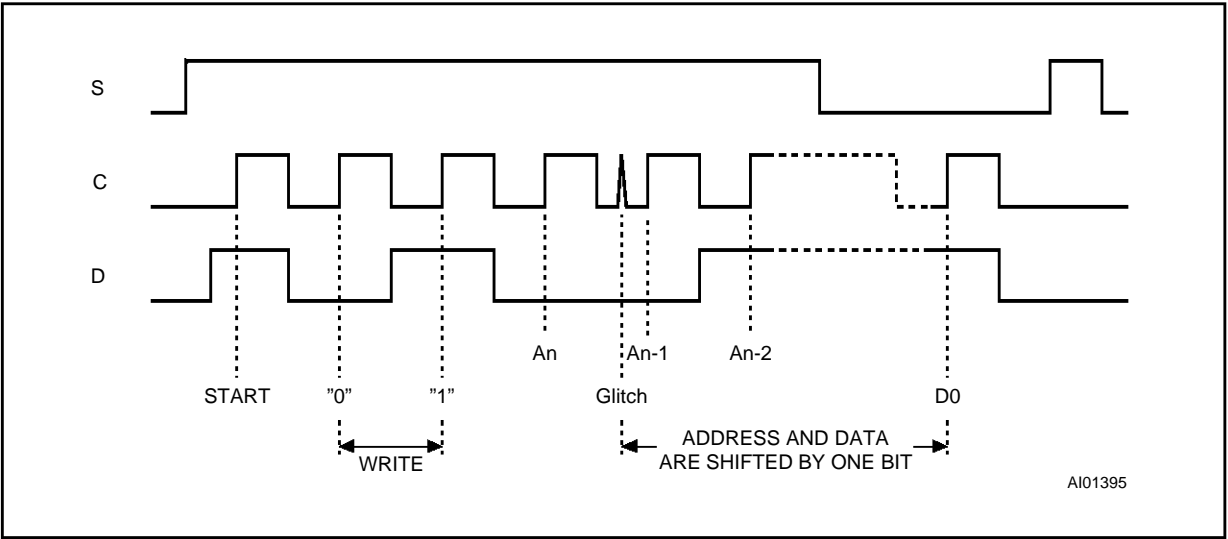 S
C
D
An
An-1
An-2
START
”0”
”1”
Glitch
D0
WRITE
ADDRESS AND DATA
ARE SHIFTED BY ONE BIT
AI01395